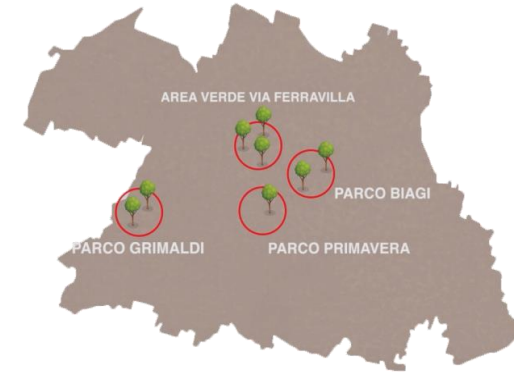 AREA VERDE VIA FERRAVILLA
PARCO BIAGI
PARCO GRIMALDI
PARCO PRIMAVERA